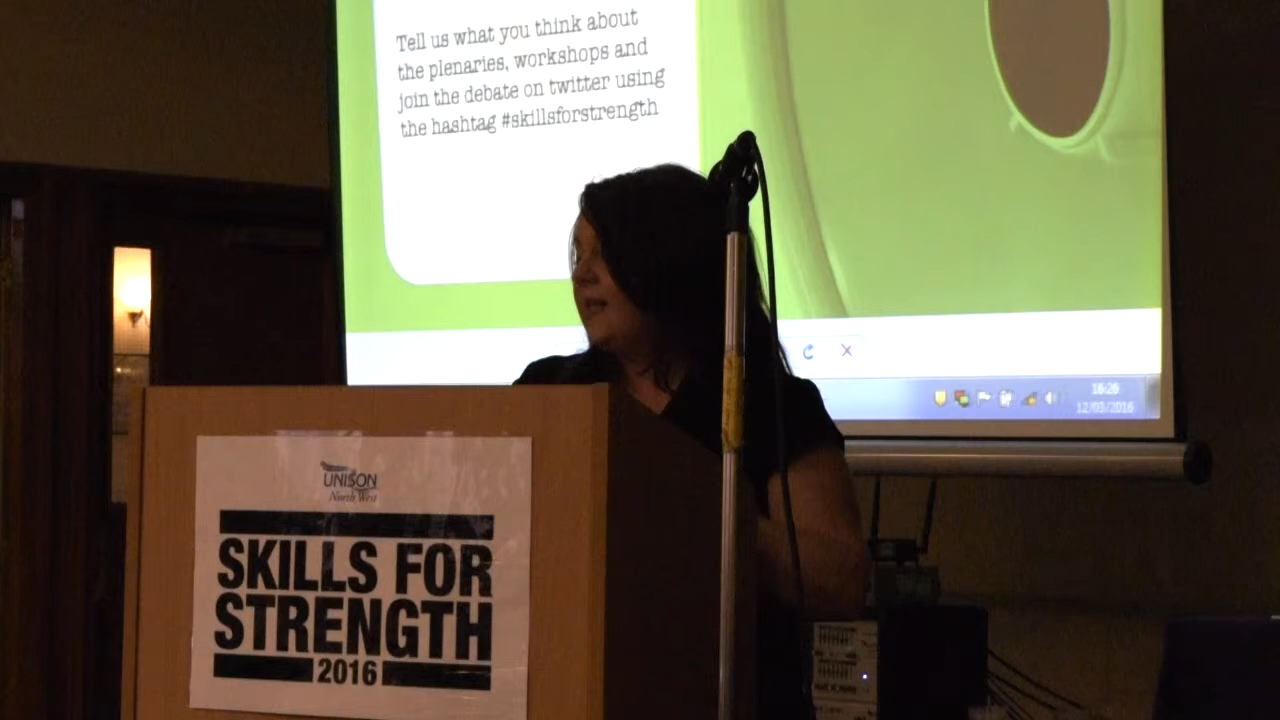 Tell us what you think about
the plenaries, workshops and
join the debate on twitter using
the hashtag #skillsforstrength
16:26
12/03/2016
UNISON
North West
SKILLS FOR
STRENGTH
2016